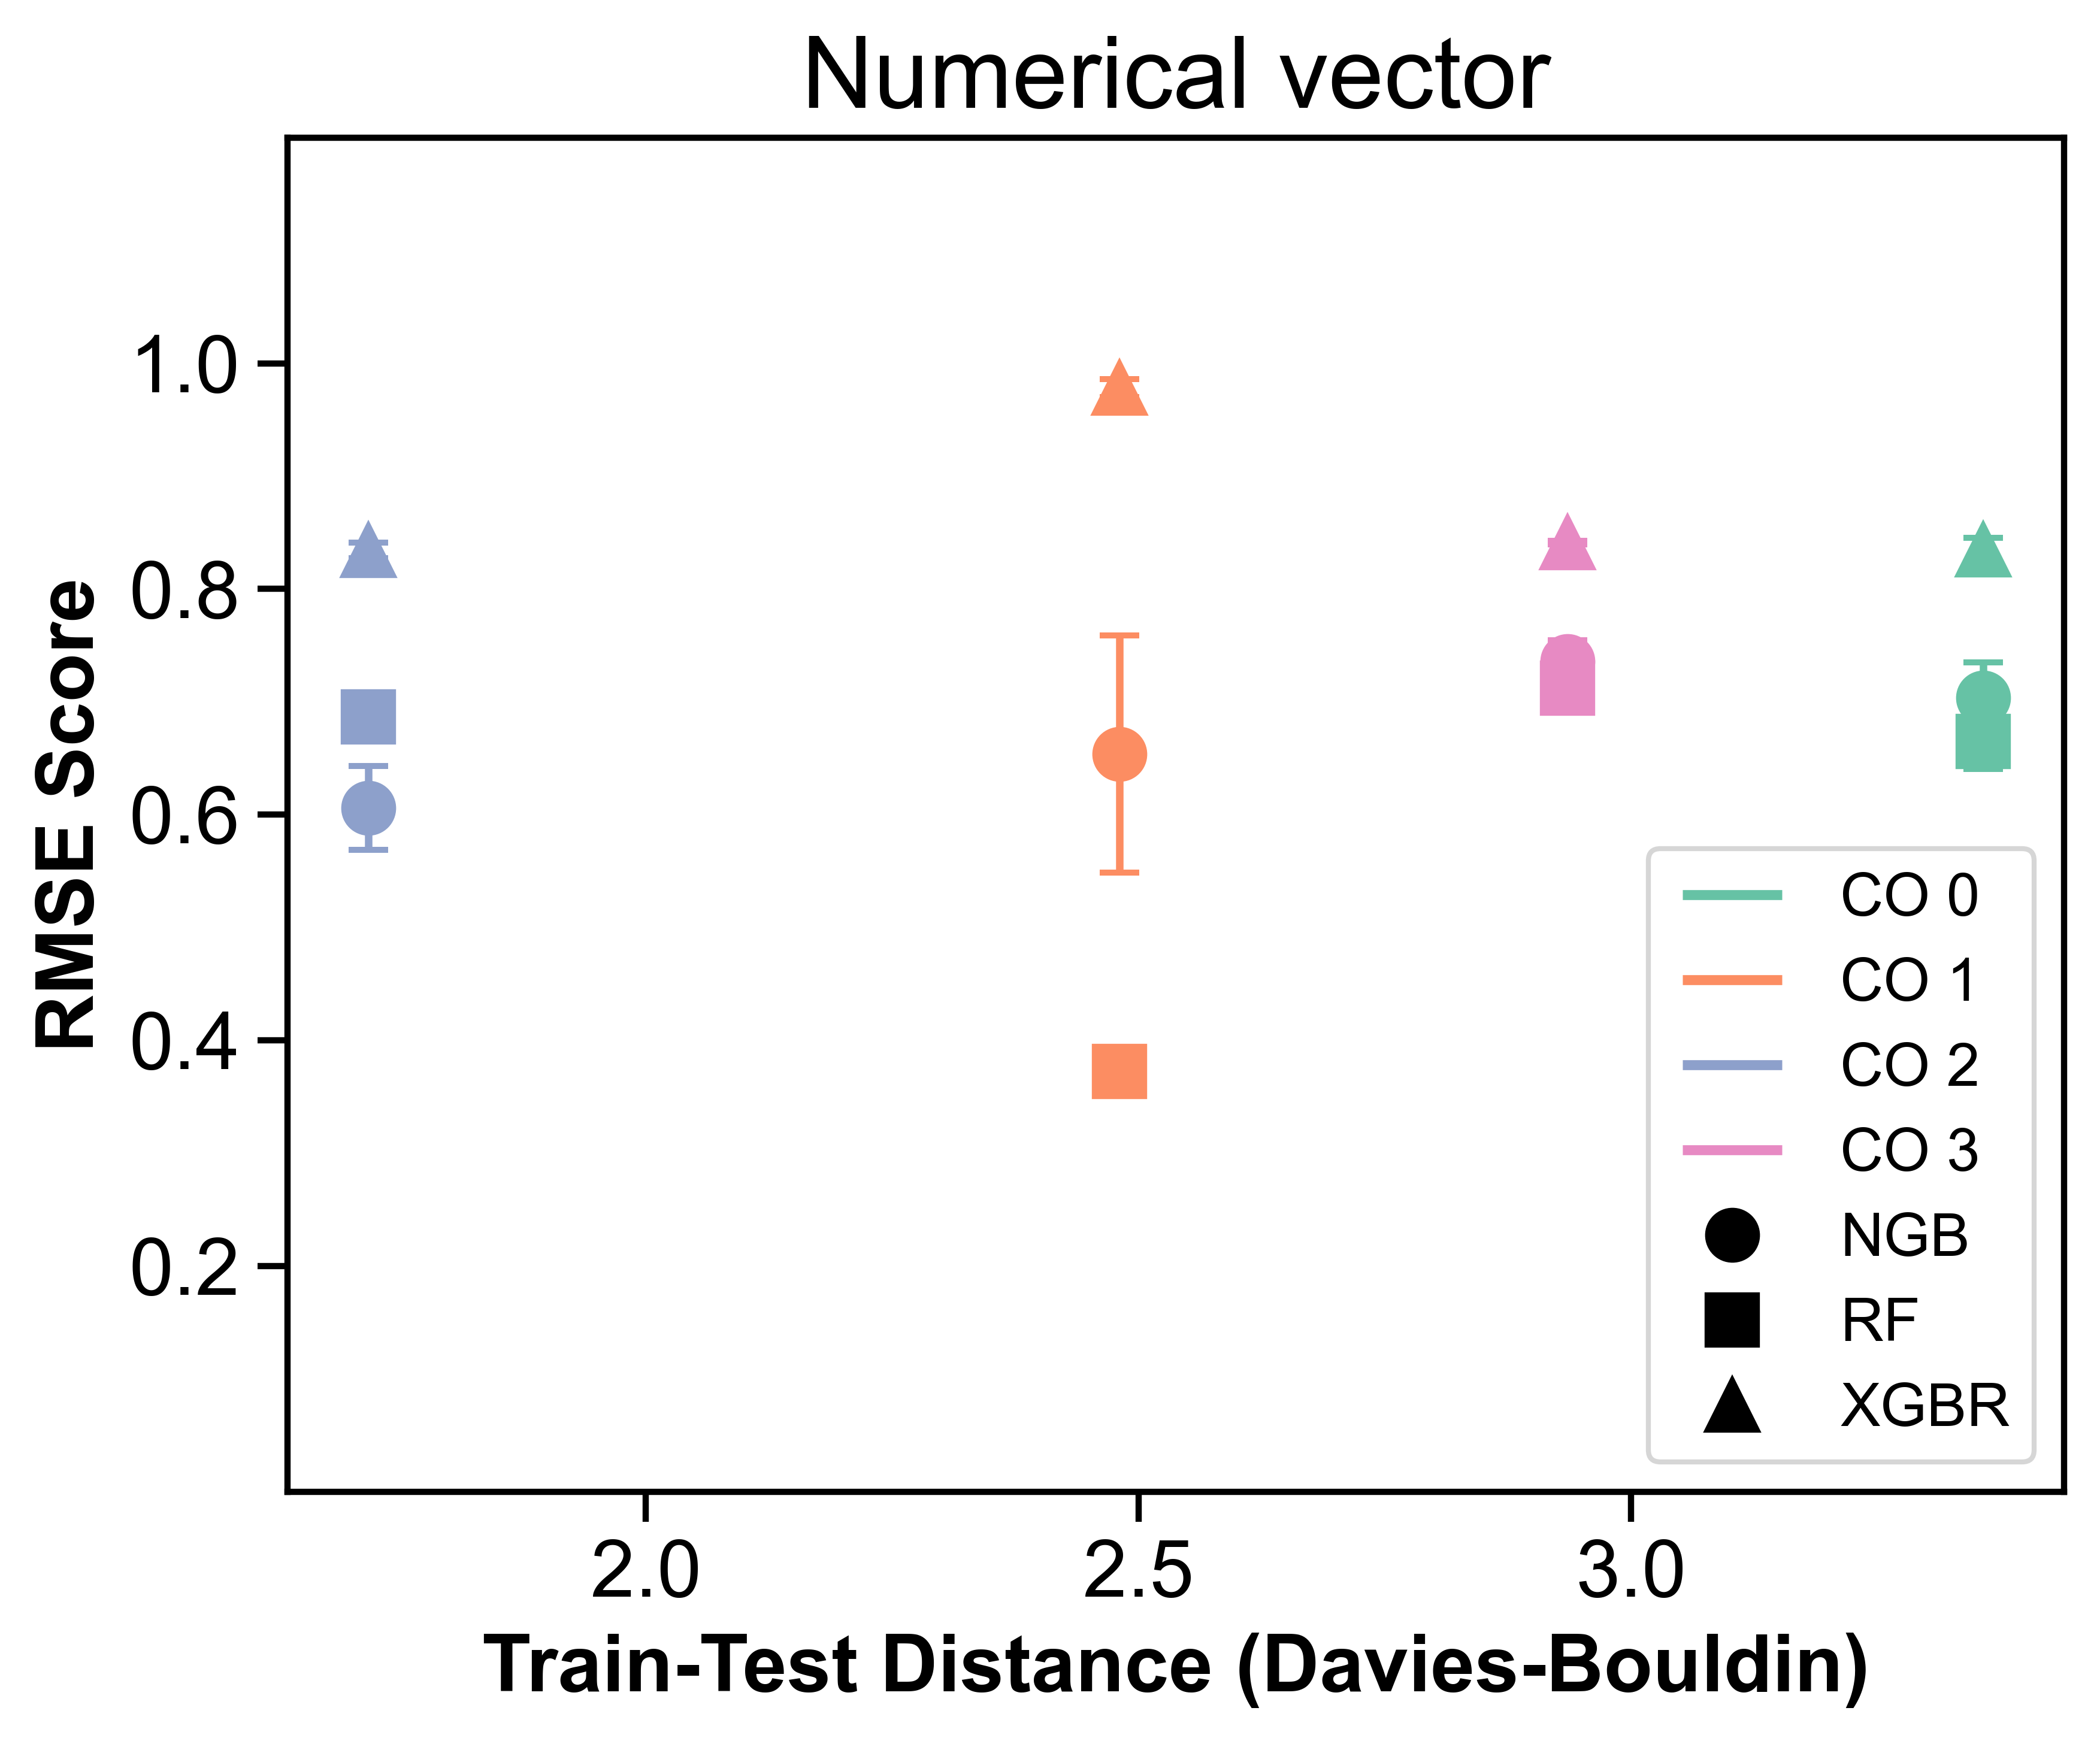 Numerical vector
RMSE Score
1.0
0.8
0.6
0.4
0.2
CO 0
CO 1
CO 2
CO 3
NGB
RF
XGBR
2.0 2.5 3.0
Train-Test Distance (Davies-Bouldin)